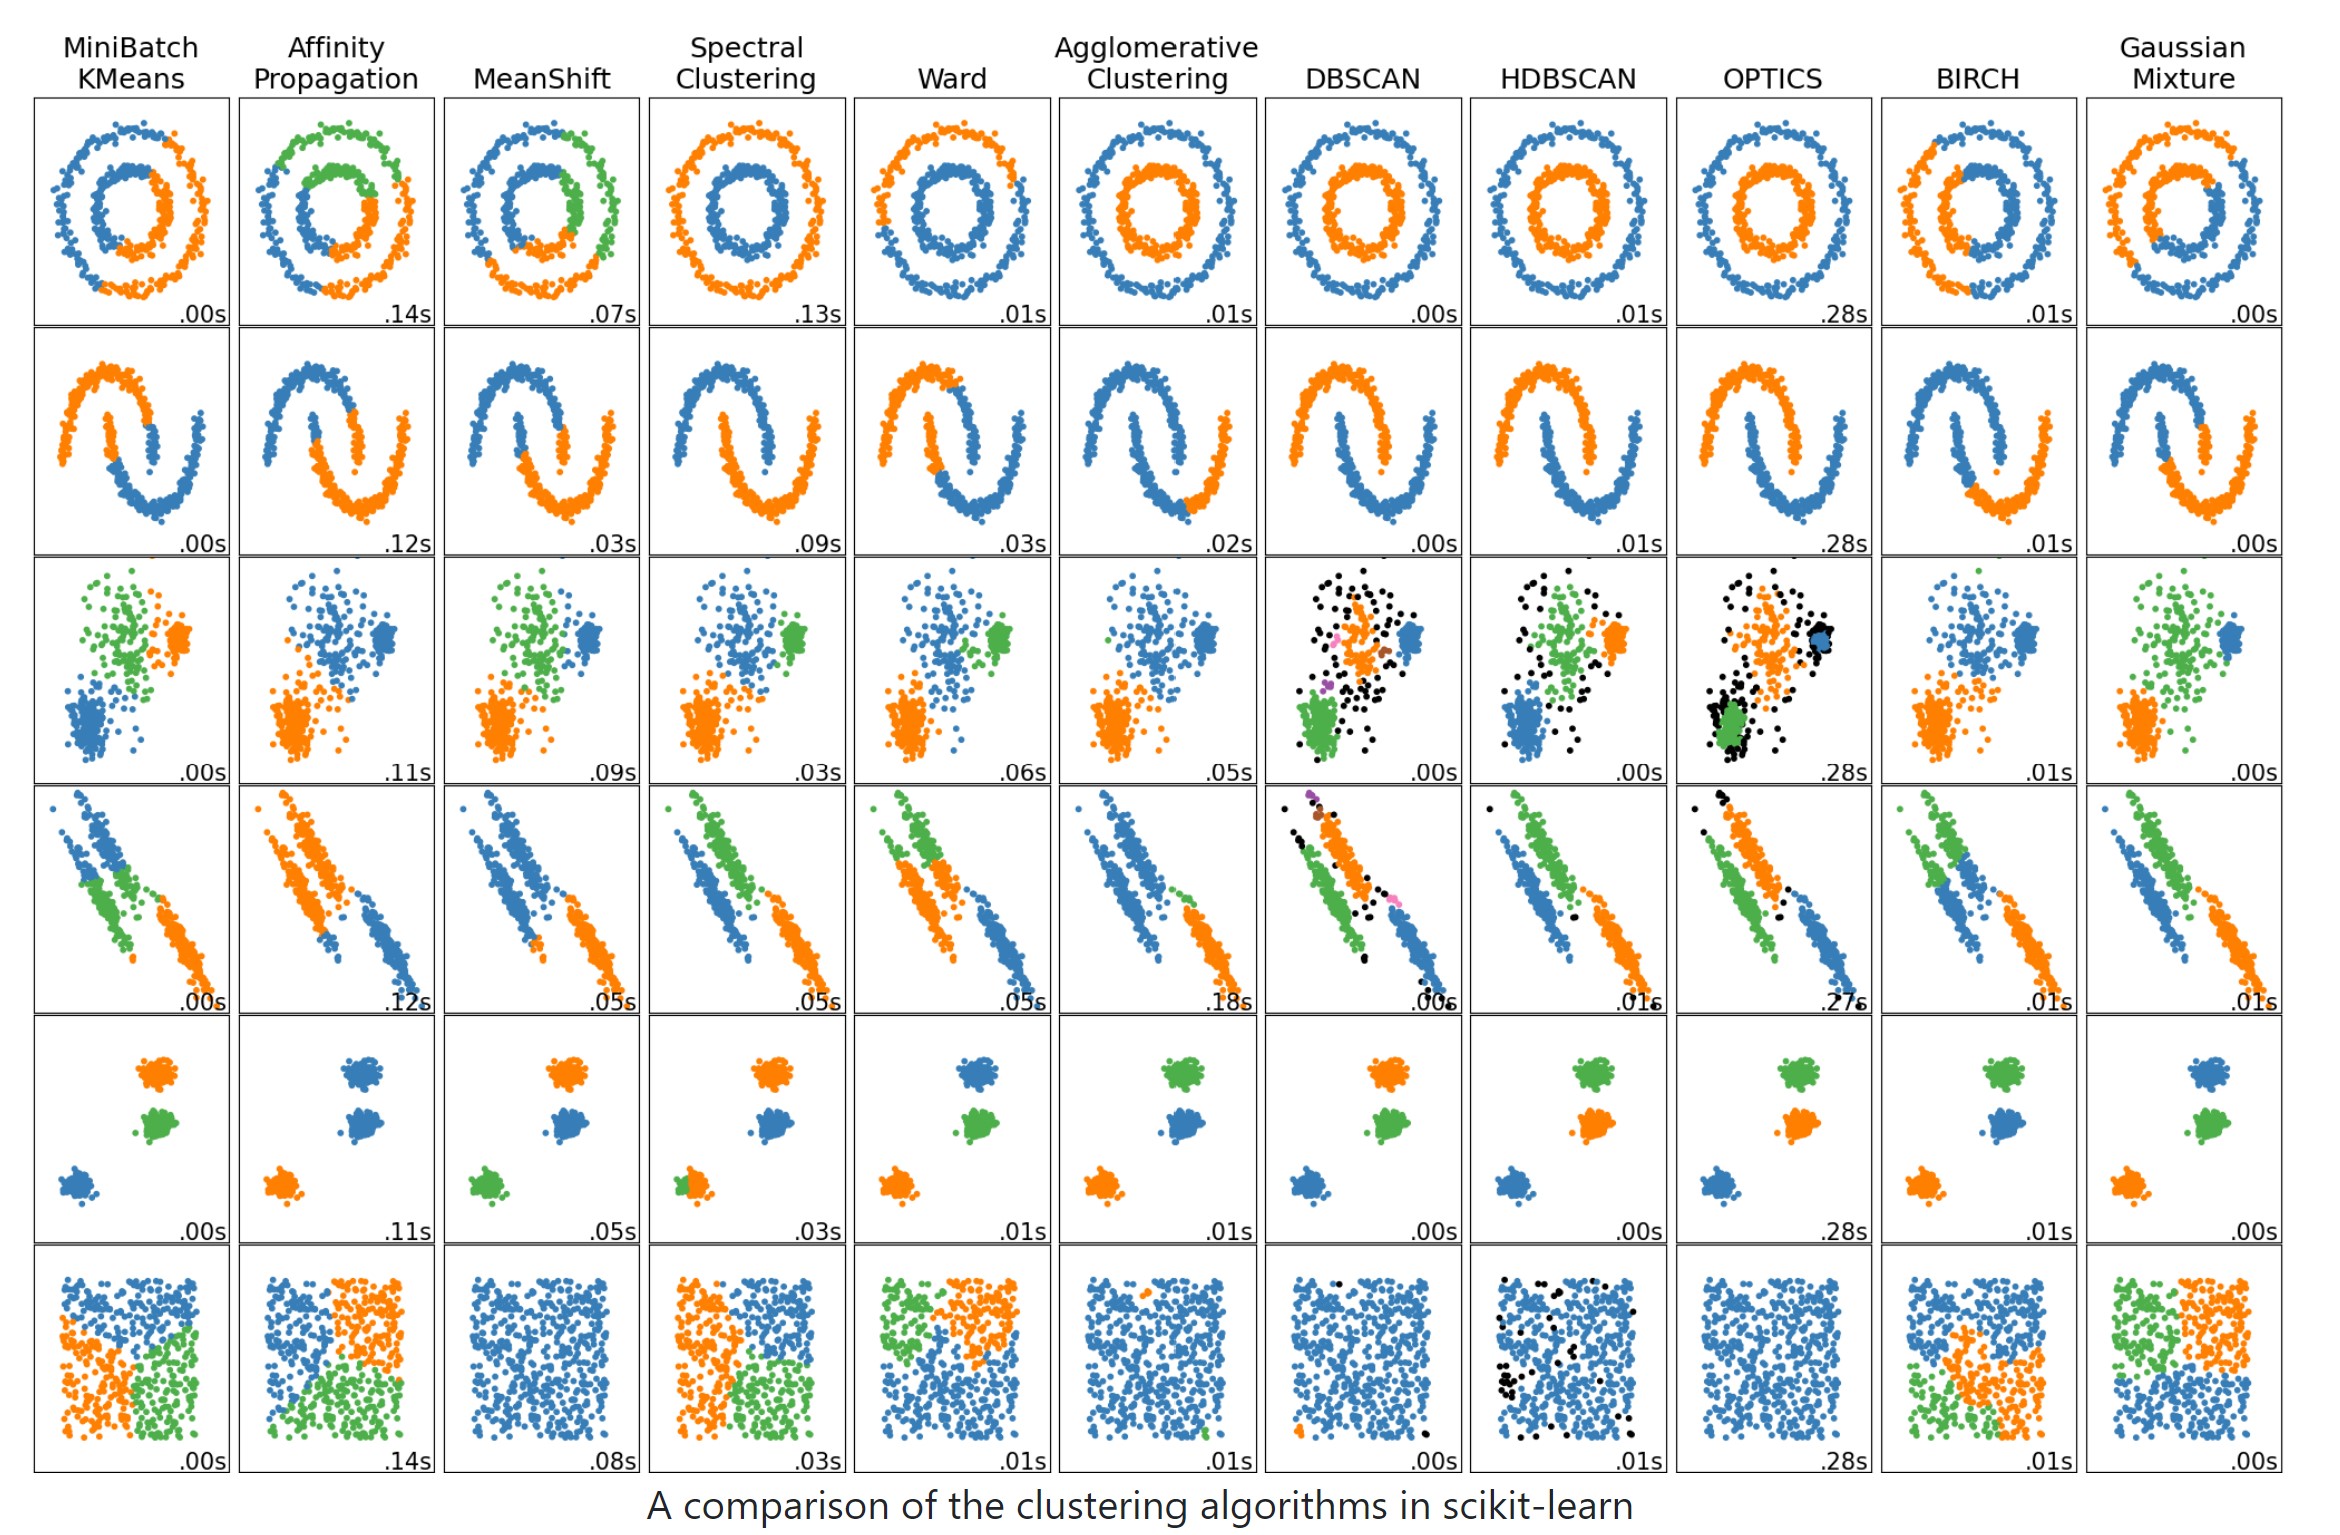 MiniBatch
KMeans
Affinity
Propagation
MeanShift
Spectral
Clustering
Ward
Agglomerative
Clustering
DBSCAN
HDBSCAN
OPTICS
BIRCH
Gaussian
Mixture
.00s
.14s
.07s
.13s
.01s
.01s
.00s
.01s
.28s
.01s
.00s
.00s
.12s
.03s
.09s
.03s
.02s
.00s
.01s
.28s
.01s
.00s
.00s
.11s
.09s
.03s
.06s
.05s
.00s
.00s
.28s
.01s
.00s
.00s
.12s
.05s
.05s
.05s
.18s
.00s
.01s
.27s
.01s
.01s
.00s
.11s
.05s
.03s
.01s
.01s
.00s
.00s
.28s
.01s
.00s
.00s
.14s
.08s
.03s
.01s
.01s
.00s
.01s
.28s
.01s
.00s
A comparison of the clustering algorithms in scikit-learn